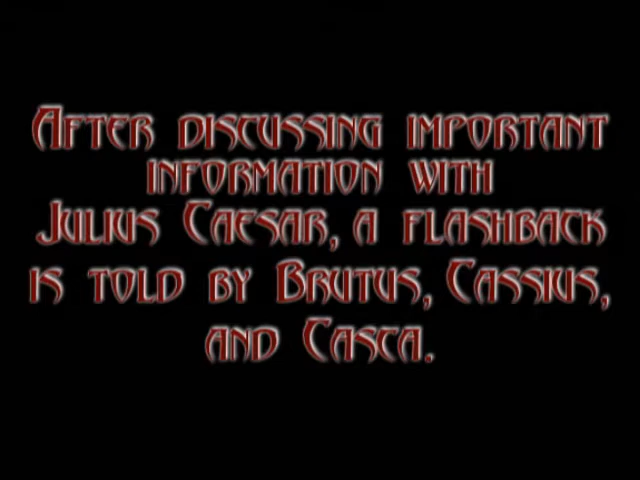 After discussing important
information with
Julius Caesar, a flashback
is told by Brutus, Cassius,
and Casca.